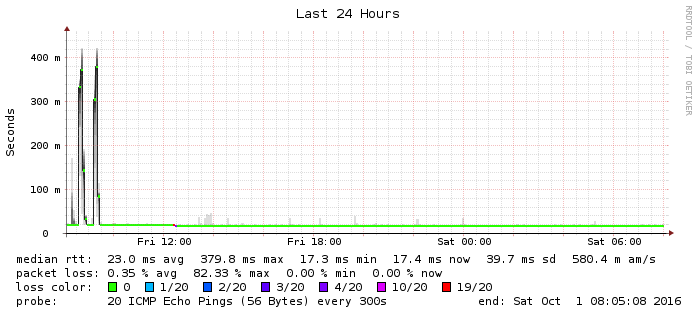 Last 24 Hours
RRDTOOL / TOBI OETIKER
Seconds
400 m
300 m
200 m
100 m
0
Fri 12:00 Fri 18:00 Sat 00:00 Sat 06:00
median rtt: 23.0 ms avg 379.8 ms max 17.3 ms min 17.4 ms now 39.7 ms sd 580.4 m am/s
packet loss: 0.35 % avg 82.33 % max 0.00 % min 0.00 % now
loss color: 0 1/20 2/20 3/20 4/20 10/20 19/20
probe: 20 ICMP Echo Pings (56 Bytes) every 300s end: Sat Oct 1 08:05:08 2016